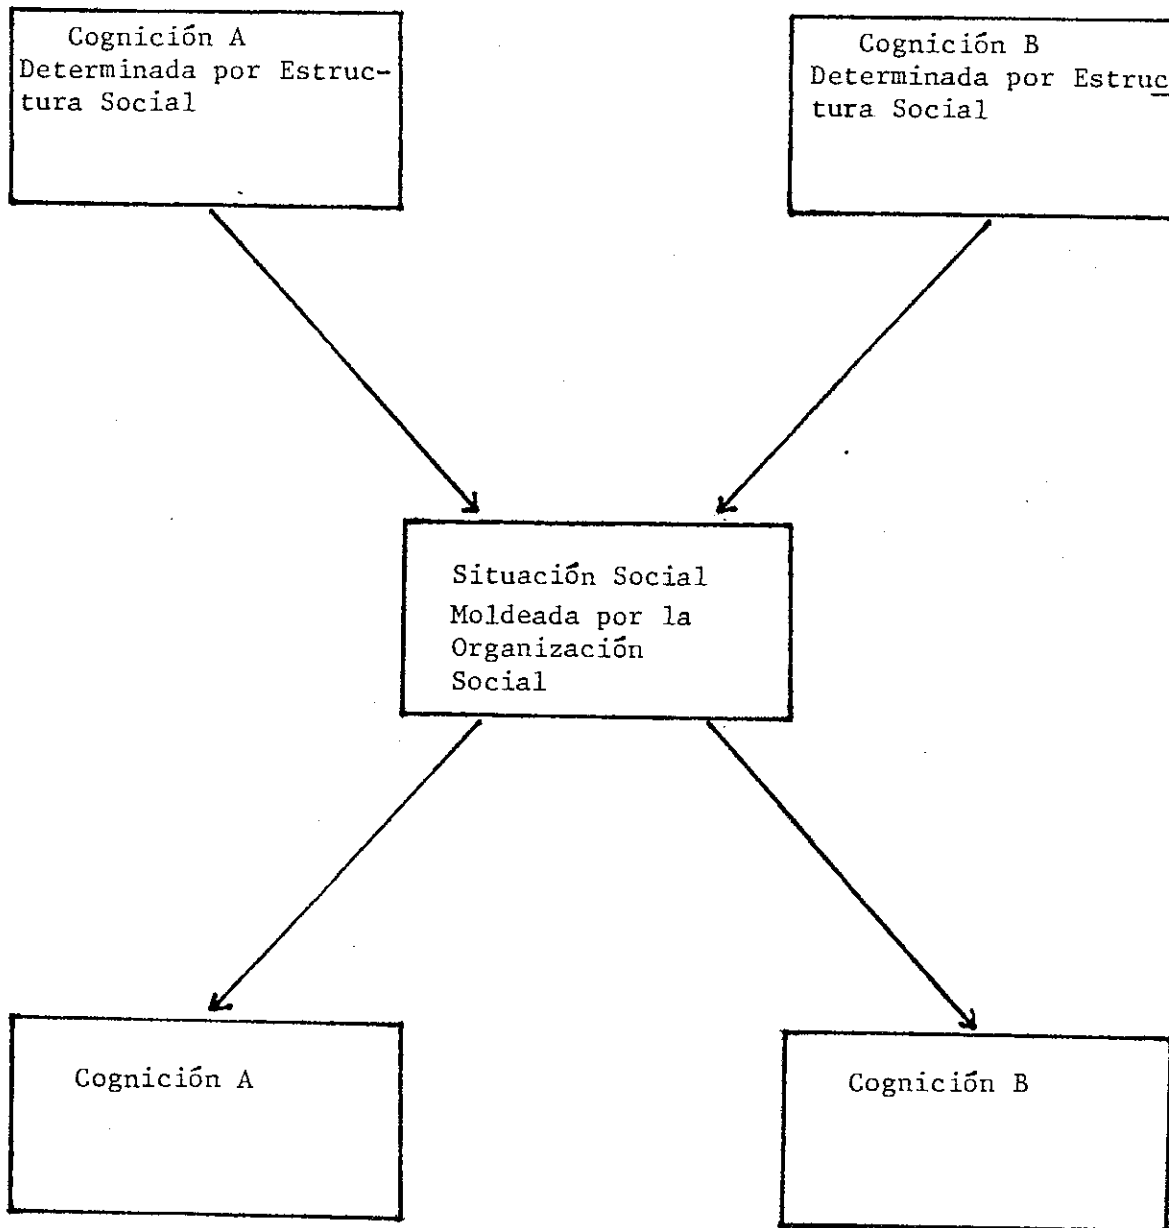 Cognición A
Determinada por Estruc-
tura Social
Cognición B
Determinada por Estruc
tura Social
Situación Social
Moldeada por la
Organización
Social
Cognición A
Cognición B